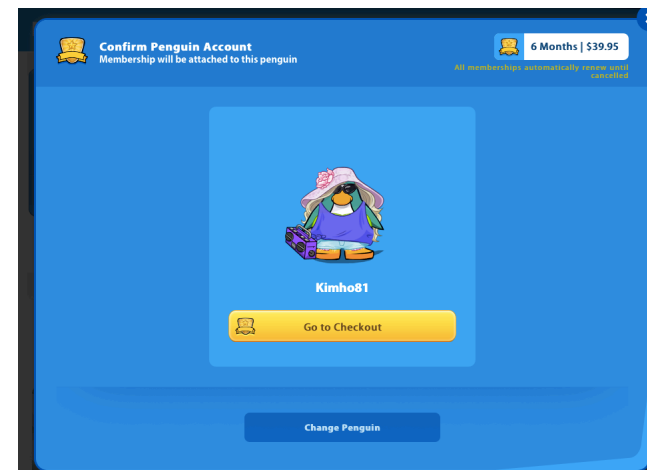 Confirm Penguin Account
Membership will be attached to this penguin
6 Months | $39.95
All memberships automatically renew until
cancelled
Kimho81
Go to Checkout
Change Penguin